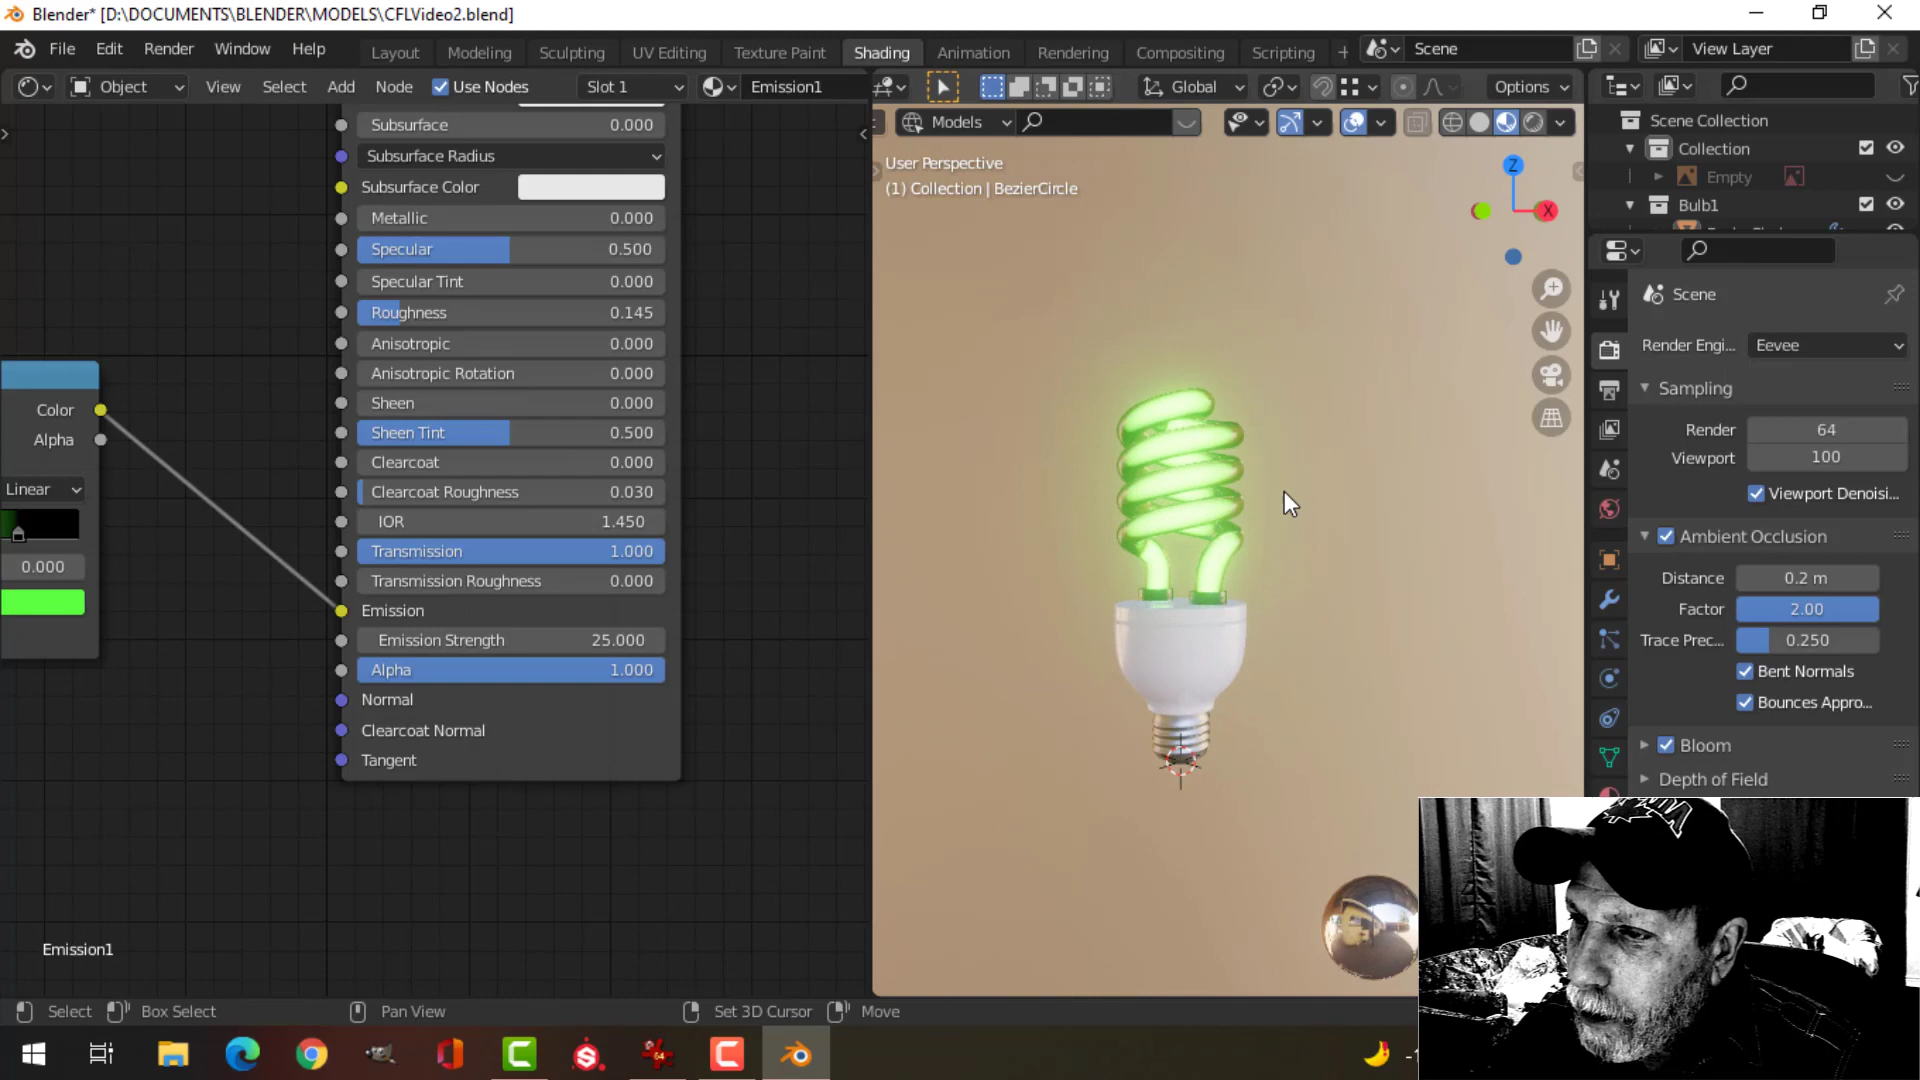 Blender* [D:\DOCUMENTS\BLENDER\MODELS\CFLVideo2.blend]
File Edit Render Window Help
Layout Modeling Sculpting UV Editing Texture Paint Shading Animation Rendering Compositing Scripting +
Scene
View Layer
Object View Select Add Node Use Nodes Slot 1 Emission1
Global Options
Models
User Perspective
(1) Collection | BezierCircle
Z
X
Subsurface 0.000
Subsurface Radius
Subsurface Color
Metallic 0.000
Specular 0.500
Specular Tint 0.000
Roughness 0.145
Anisotropic 0.000
Anisotropic Rotation 0.000
Sheen 0.000
Sheen Tint 0.500
Clearcoat 0.000
Clearcoat Roughness 0.030
IOR 1.450
Transmission 1.000
Transmission Roughness 0.000
Emission
Emission Strength 25.000
Alpha 1.000
Normal
Clearcoat Normal
Tangent
Color
Alpha
Linear
0.000
Emission1
Scene Collection
Collection
Empty
Bulb1
Scene
Render Engi... Eevee
Sampling
Render 64
Viewport 100
Viewport Denoisi...
Ambient Occlusion
Distance 0.2 m
Factor 2.00
Trace Prec... 0.250
Bent Normals
Bounces Appro...
Bloom
Depth of Field
Select Box Select Pan View Set 3D Cursor Move